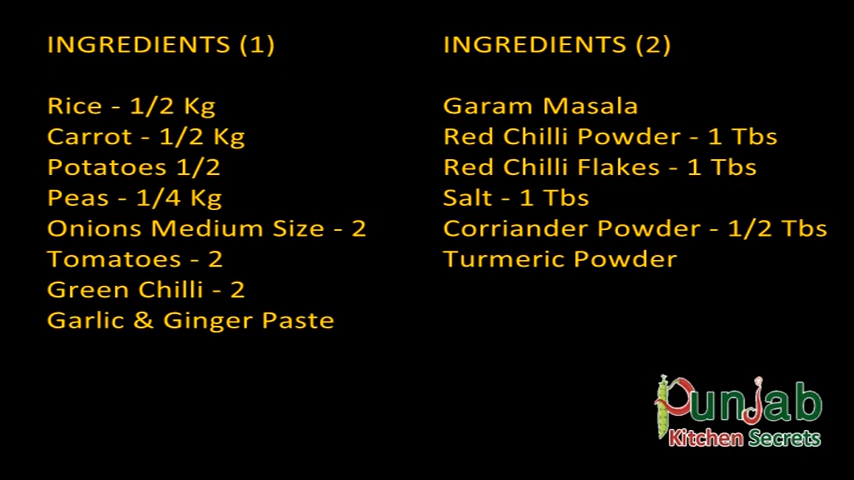 INGREDIENTS (1)
Rice - 1/2 Kg
Carrot - 1/2 Kg
Potatoes 1/2
Peas - 1/4 Kg
Onions Medium Size - 2
Tomatoes - 2
Green Chilli - 2
Garlic & Ginger Paste
INGREDIENTS (2)
Garam Masala
Red Chilli Powder - 1 Tbs
Red Chilli Flakes - 1 Tbs
Salt - 1 Tbs
Corriander Powder - 1/2 Tbs
Turmeric Powder
Punjab
Kitchen Secrets